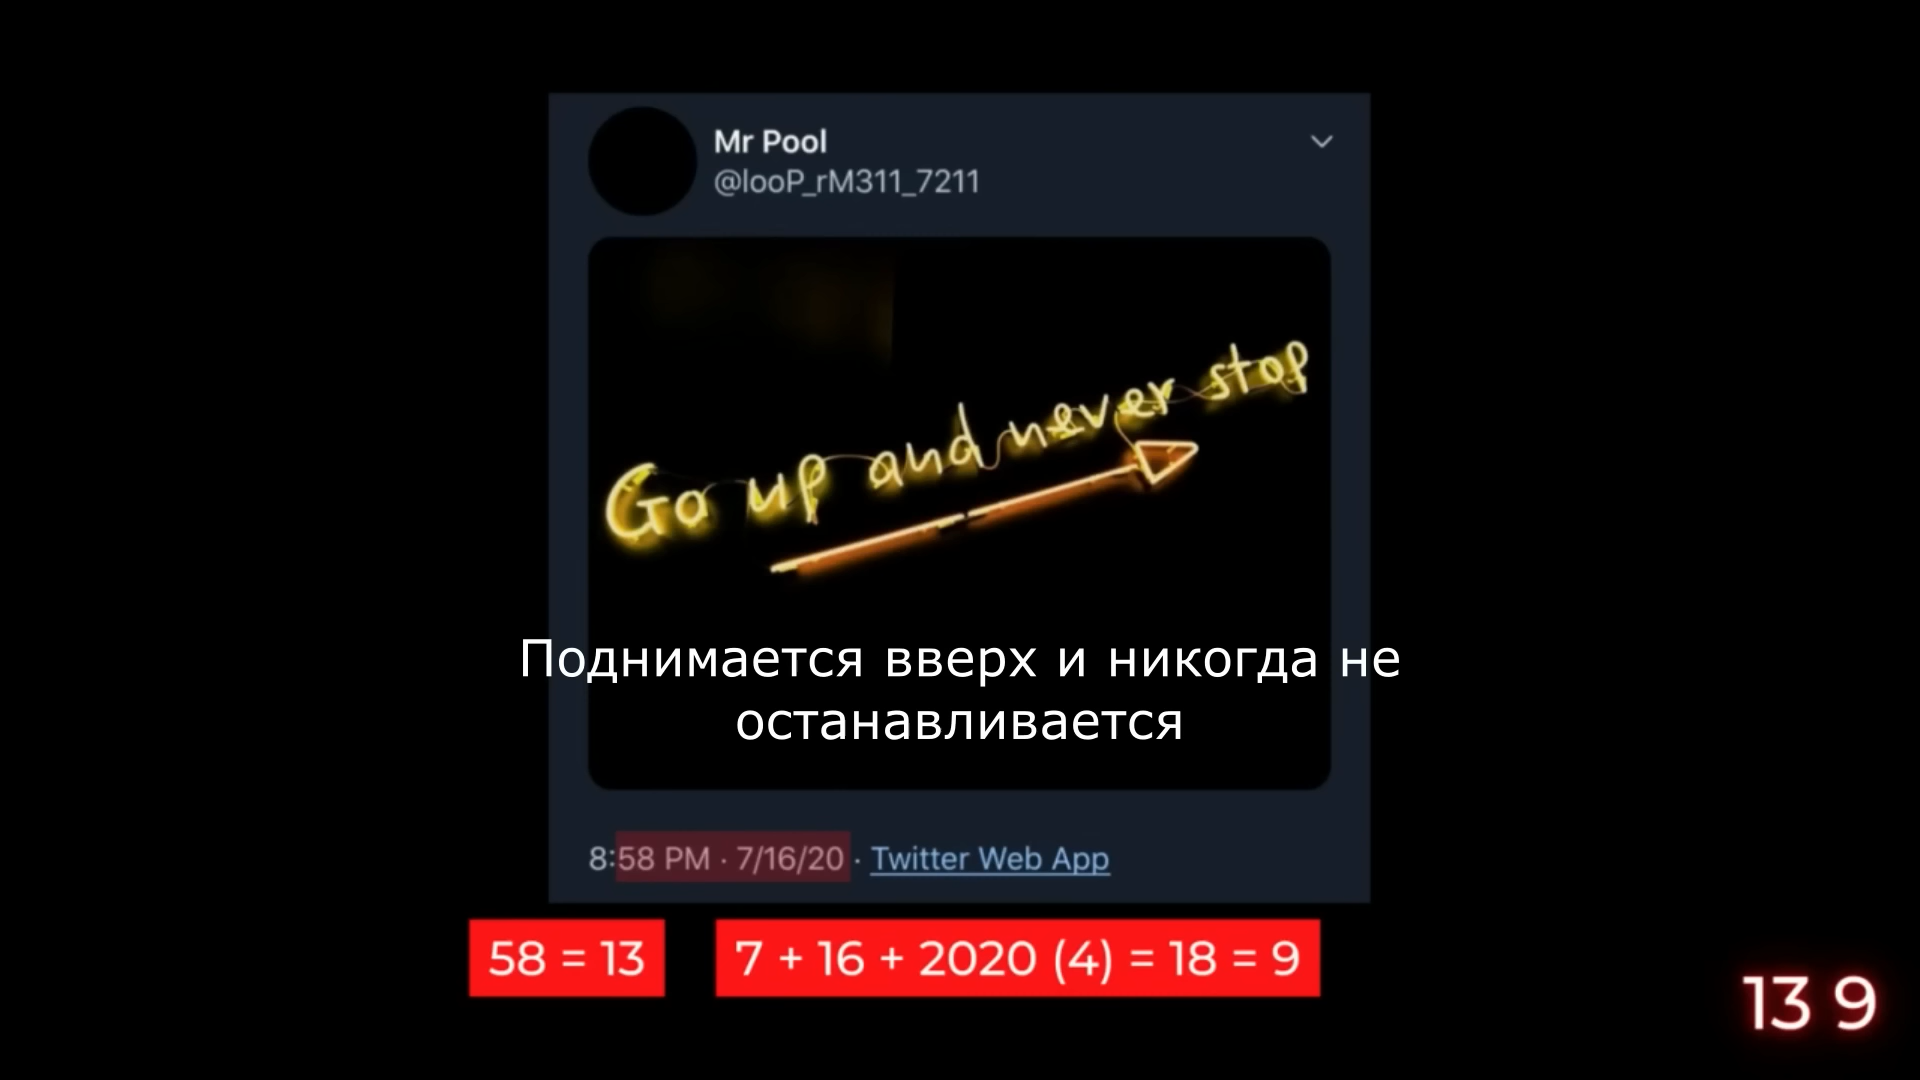 Mr Pool
@looP_rM311_7211
Go up and never stop
Поднимается вверх и никогда не
останавливается
8:58 PM · 7/16/20 · Twitter Web App
58 = 13
7 + 16 + 2020 (4) = 18 = 9
13 9